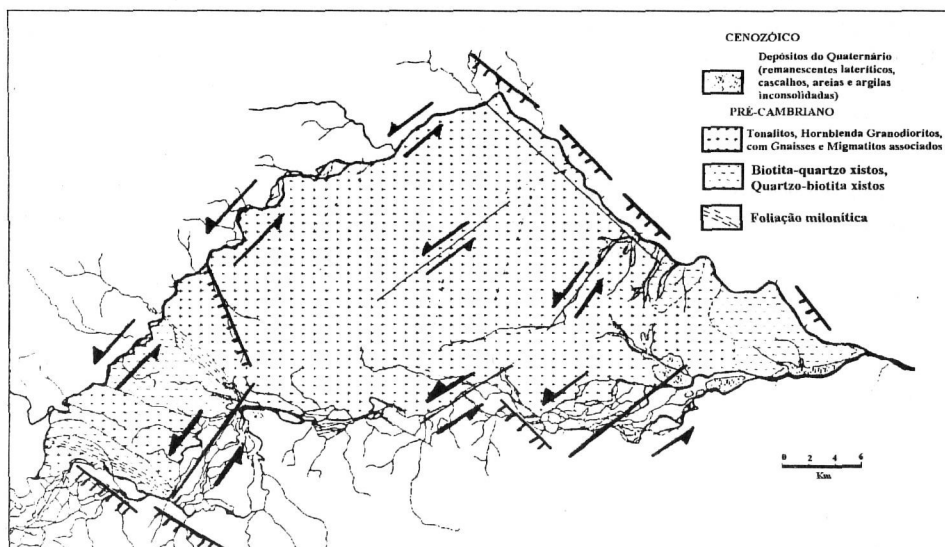 CENOZÓICO
Depósitos do Quaternário
(remanescentes lateríticos,
cascalhos, areias e argilas
inconsolidadas)
PRÉ-CAMBRIANO
Tonalitos, Hornblenda Granodioritos,
com Gnaisses e Migmatitos associados
Biotita-quartzo xistos,
Quartzo-biotita xistos
Foliação milonítica
0 2 4 6
Km